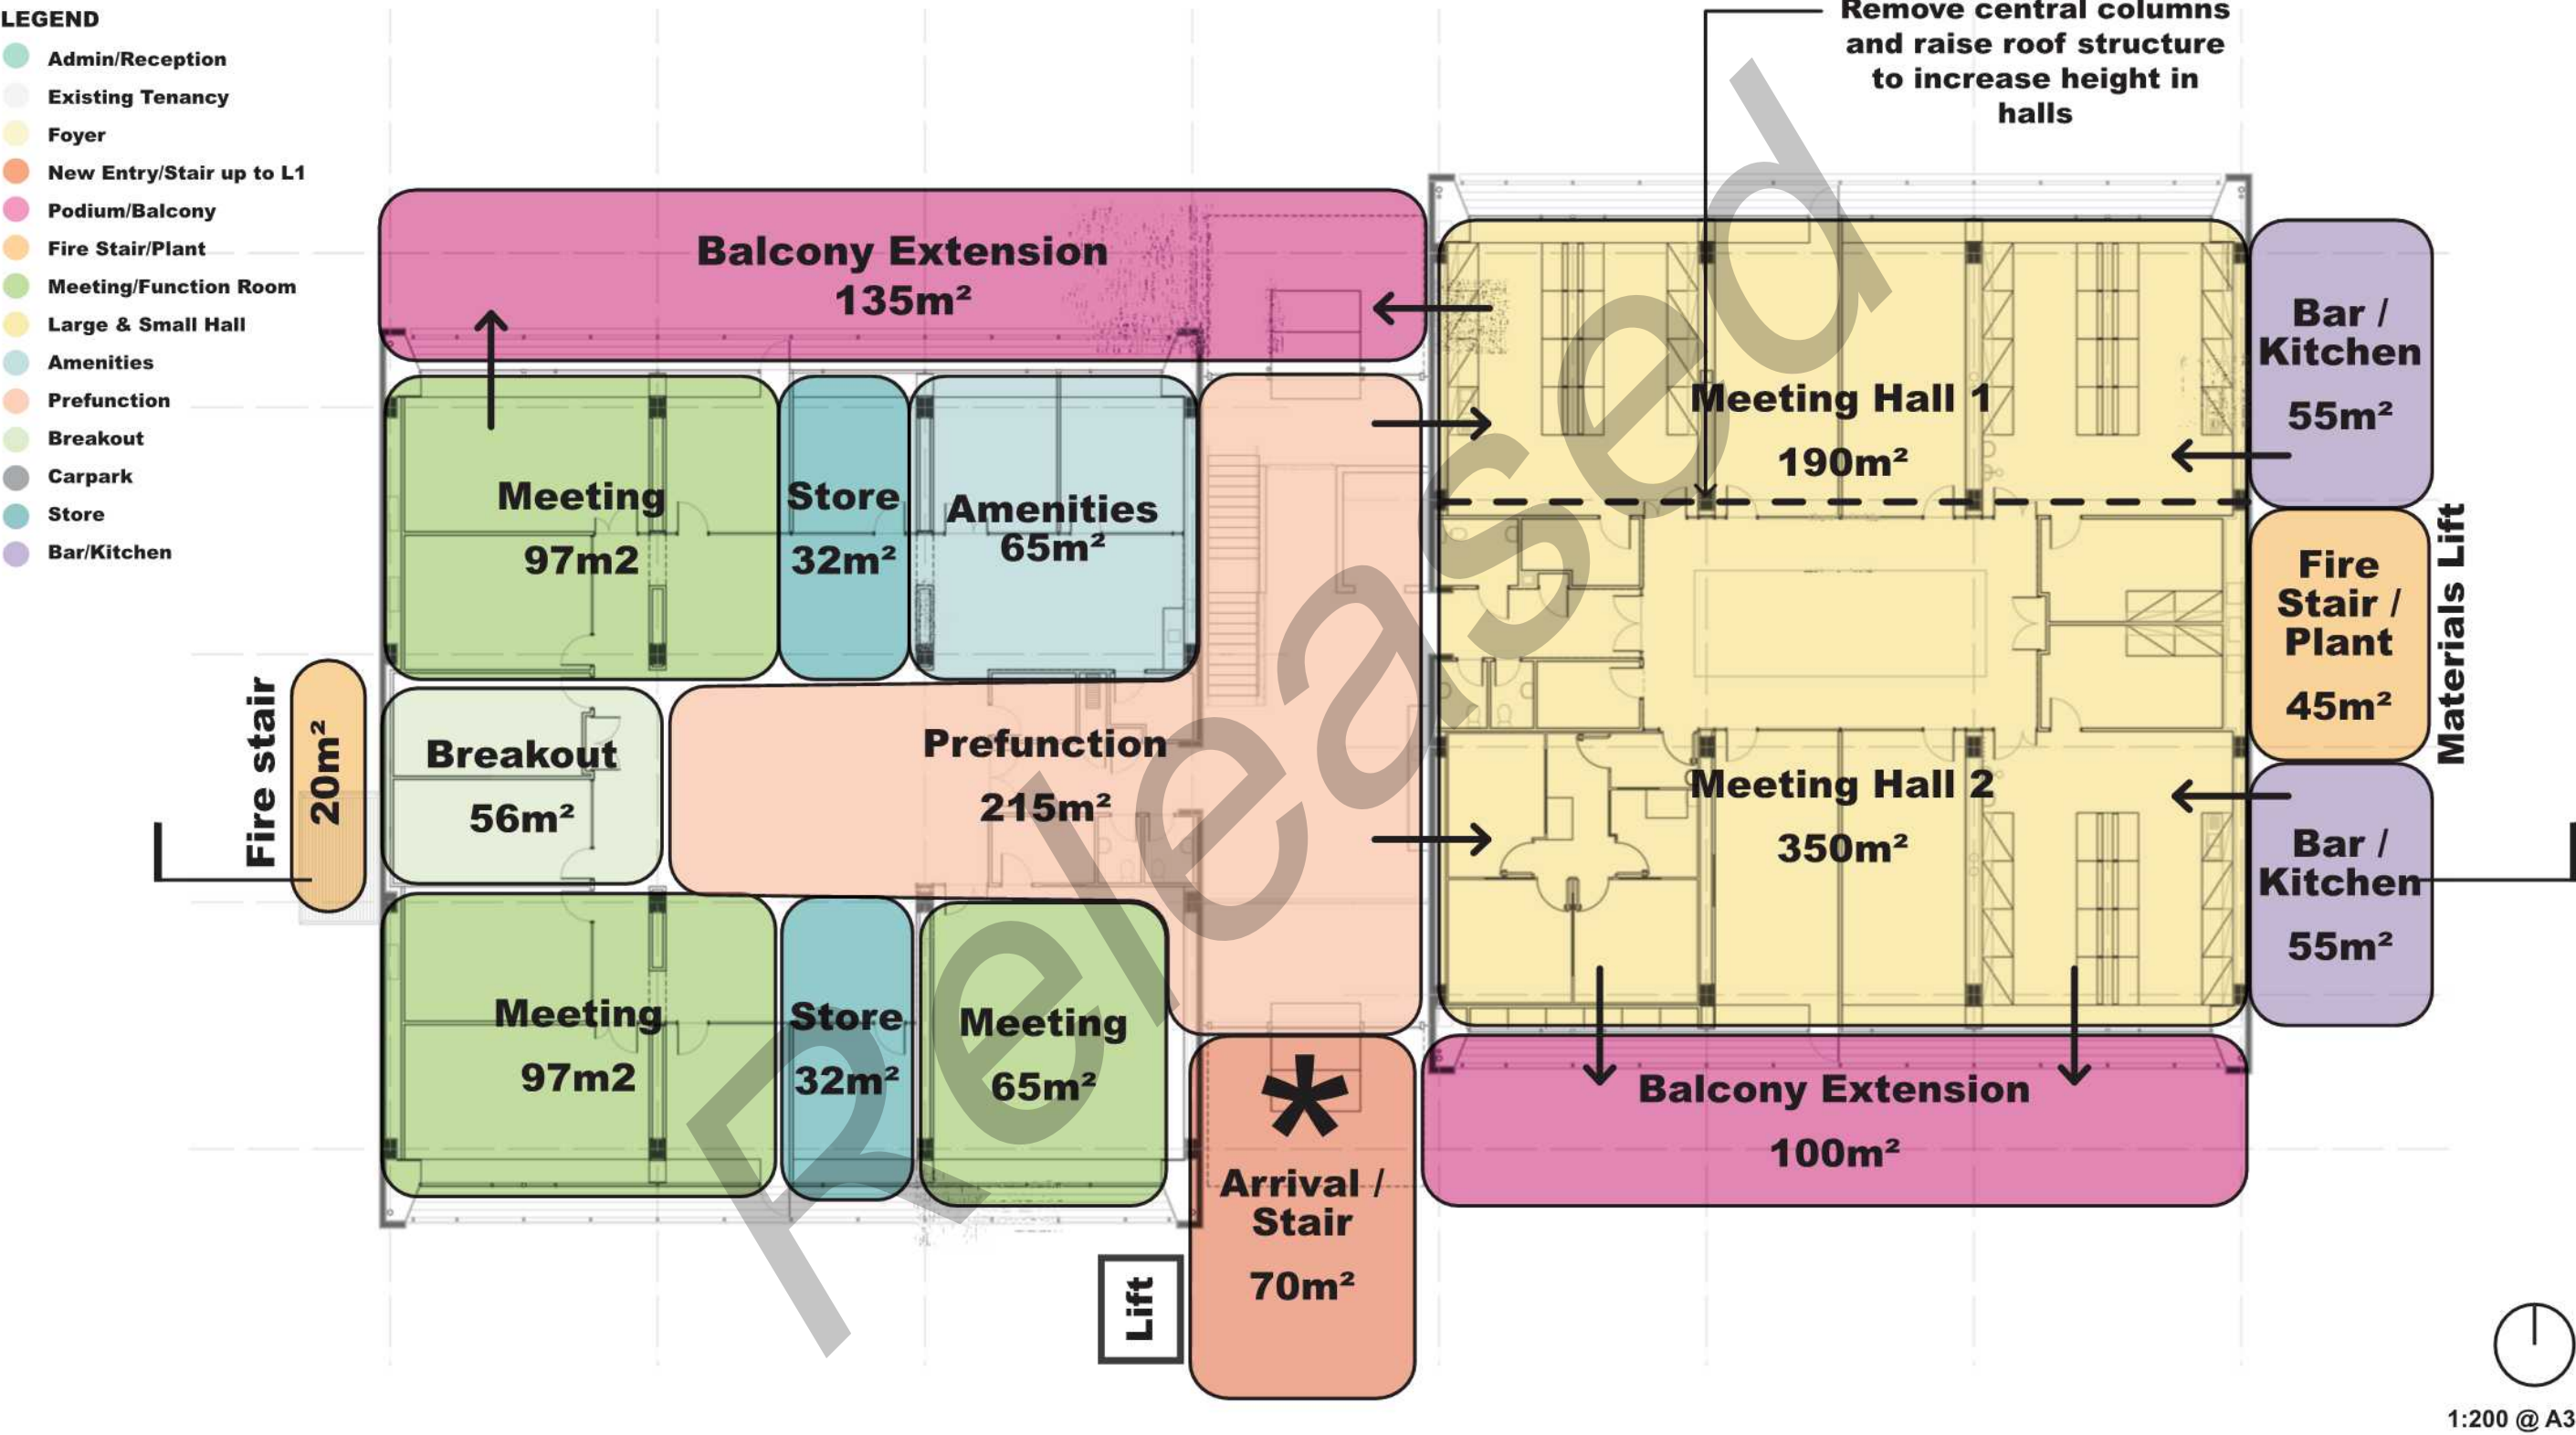 LEGEND
Admin/Reception
Existing Tenancy
Foyer
New Entry/Stair up to L1
Podium/Balcony
Fire Stair/Plant
Meeting/Function Room
Large & Small Hall
Amenities
Prefunction
Breakout
Carpark
Store
Bar/Kitchen
Remove central columns
and raise roof structure
to increase height in
halls
Balcony Extension
135m²
Meeting
97m2
Store
32m²
Amenities
65m²
Meeting Hall 1
190m²
Bar /
Kitchen
55m²
Fire stair
20m²
Breakout
56m²
Prefunction
215m²
Fire
Stair /
Plant
45m²
Materials Lift
Meeting Hall 2
350m²
Bar /
Kitchen
55m²
Meeting
97m2
Store
32m²
Meeting
65m²
Balcony Extension
100m²
*
Arrival /
Stair
70m²
Lift
Released
1:200 @ A3